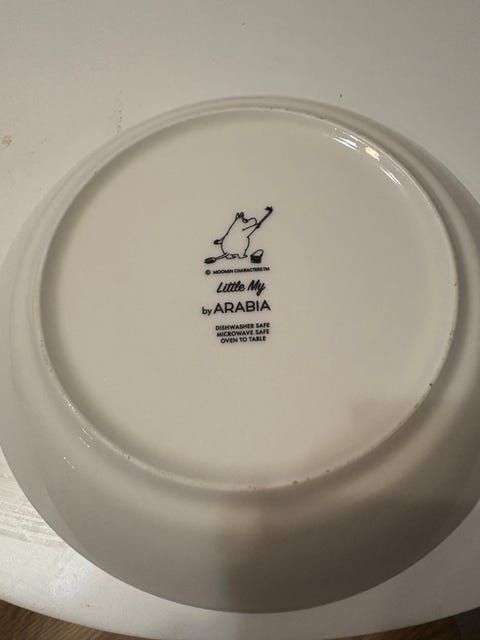 © MOOMIN CHARACTERS™
Little My
by ARABIA
DISHWASHER SAFE
MICROWAVE SAFE
OVEN TO TABLE